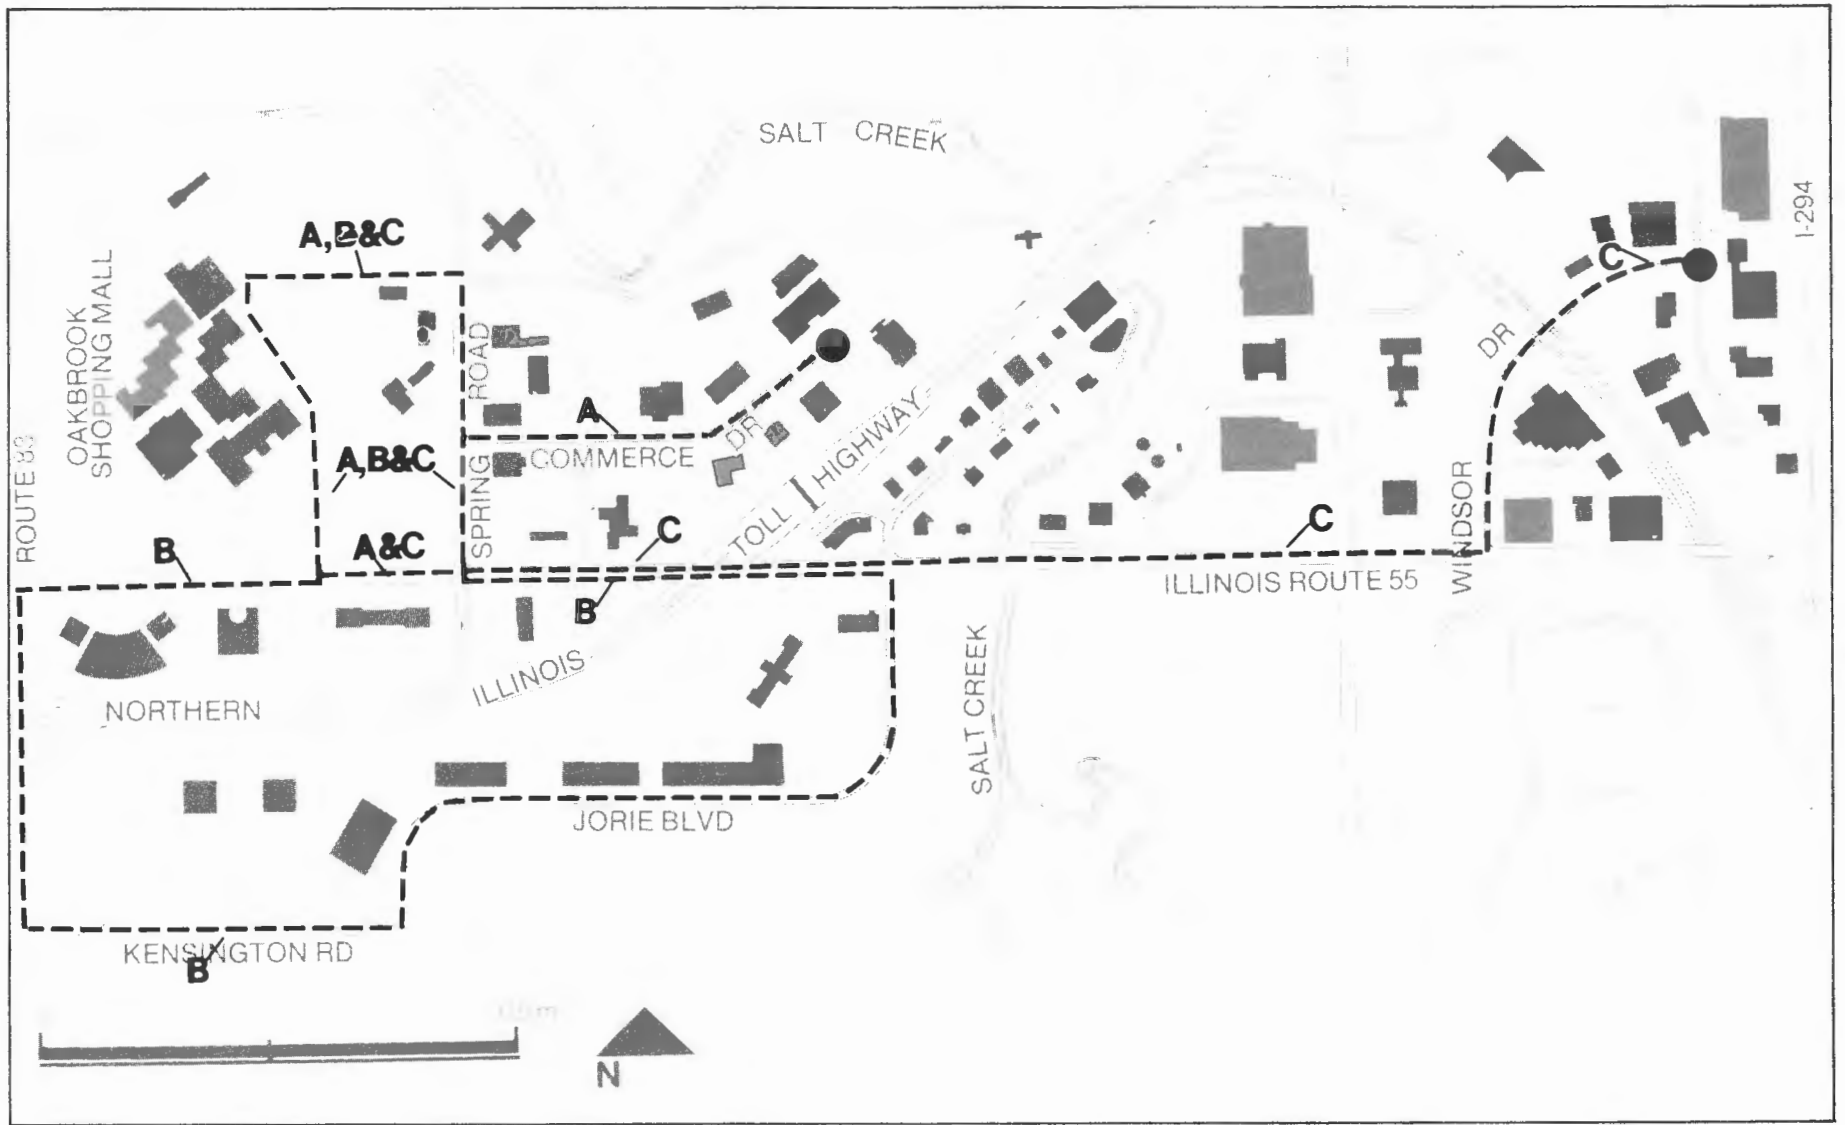 SALT CREEK
I-294
A, B & C
C
OAKBROOK
SHOPPING MALL
ROAD
DR
A
DR
COMMERCE
HIGHWAY
A, B & C
ROUTE 83
SPRING
TOLL
C
C
WINDSOR
B
A & C
B
ILLINOIS ROUTE 55
ILLINOIS
SALT CREEK
NORTHERN
JORIE BLVD
KENSINGTON RD
B
N